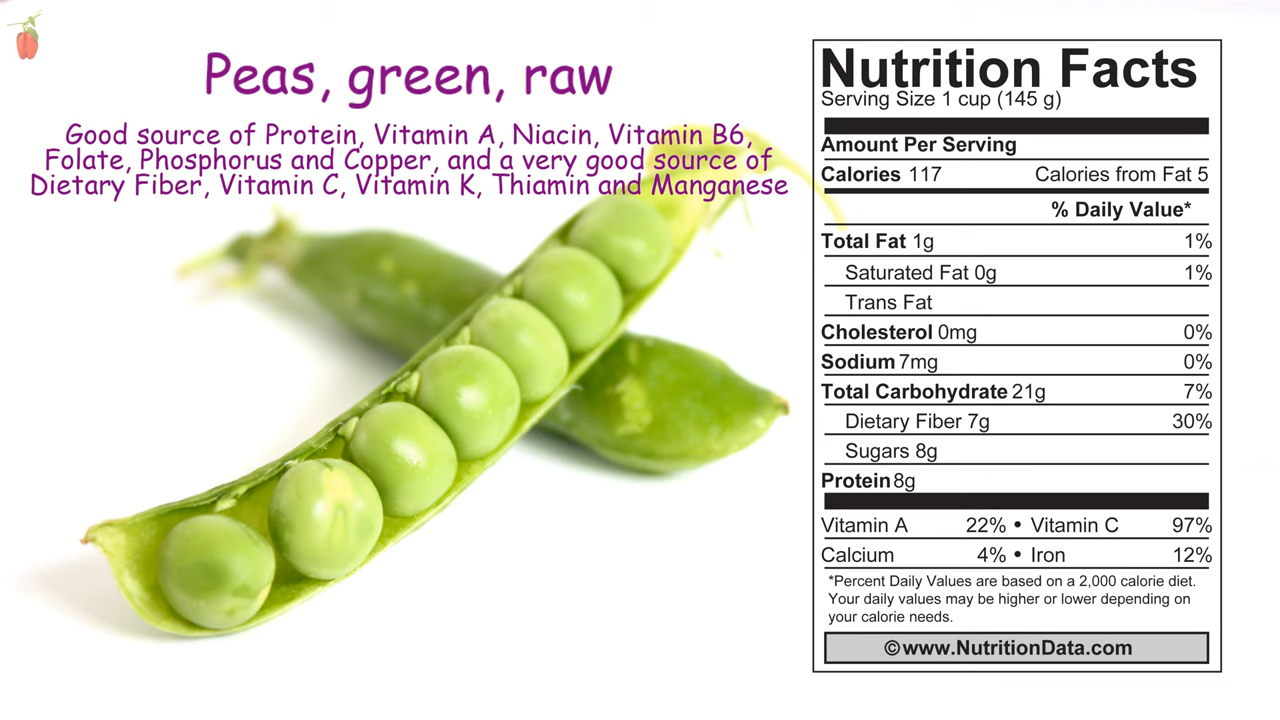 Peas, green, raw
Good source of Protein, Vitamin A, Niacin, Vitamin B6,
Folate, Phosphorus and Copper, and a very good source of
Dietary Fiber, Vitamin C, Vitamin K, Thiamin and Manganese
Nutrition Facts
Serving Size 1 cup (145 g)
Amount Per Serving
Calories 117 Calories from Fat 5
% Daily Value*
Total Fat 1g 1%
Saturated Fat 0g 1%
Trans Fat
Cholesterol 0mg 0%
Sodium 7mg 0%
Total Carbohydrate 21g 7%
Dietary Fiber 7g 30%
Sugars 8g
Protein 8g
Vitamin A 22% • Vitamin C 97%
Calcium 4% • Iron 12%
*Percent Daily Values are based on a 2,000 calorie diet.
Your daily values may be higher or lower depending on
your calorie needs.
©www.NutritionData.com